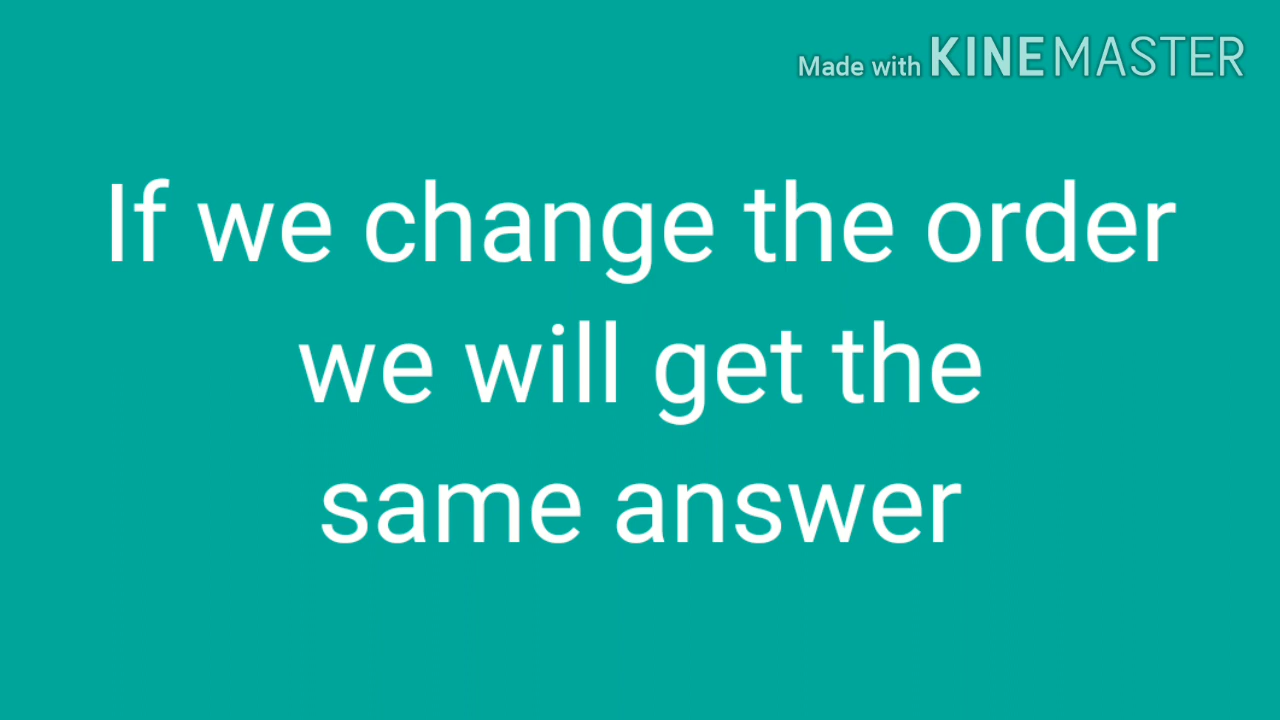 Made with KINEMASTER
If we change the order
we will get the
same answer